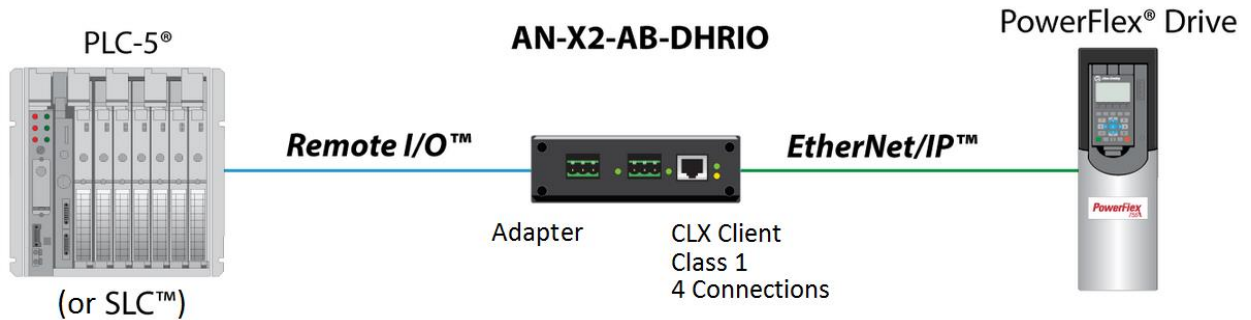 PLC-5®
AN-X2-AB-DHRIO
PowerFlex® Drive
Remote I/O™
EtherNet/IP™
PowerFlex
Adapter
CLX Client
Class 1
4 Connections
(or SLC™)